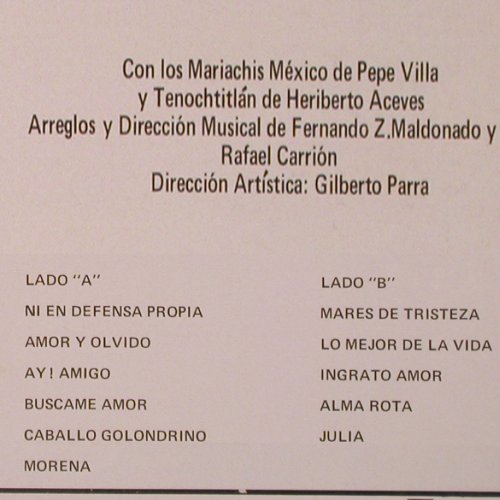 Con los Mariachis México de Pepe Villa
y Tenochtitlán de Heriberto Aceves
Arreglos y Dirección Musical de Fernando Z.Maldonado y
Rafael Carrión
Dirección Artística: Gilberto Parra
LADO "A"
NI EN DEFENSA PROPIA
AMOR Y OLVIDO
AY! AMIGO
BUSCAME AMOR
CABALLO GOLONDRINO
MORENA
LADO "B"
MARES DE TRISTEZA
LO MEJOR DE LA VIDA
INGRATO AMOR
ALMA ROTA
JULIA